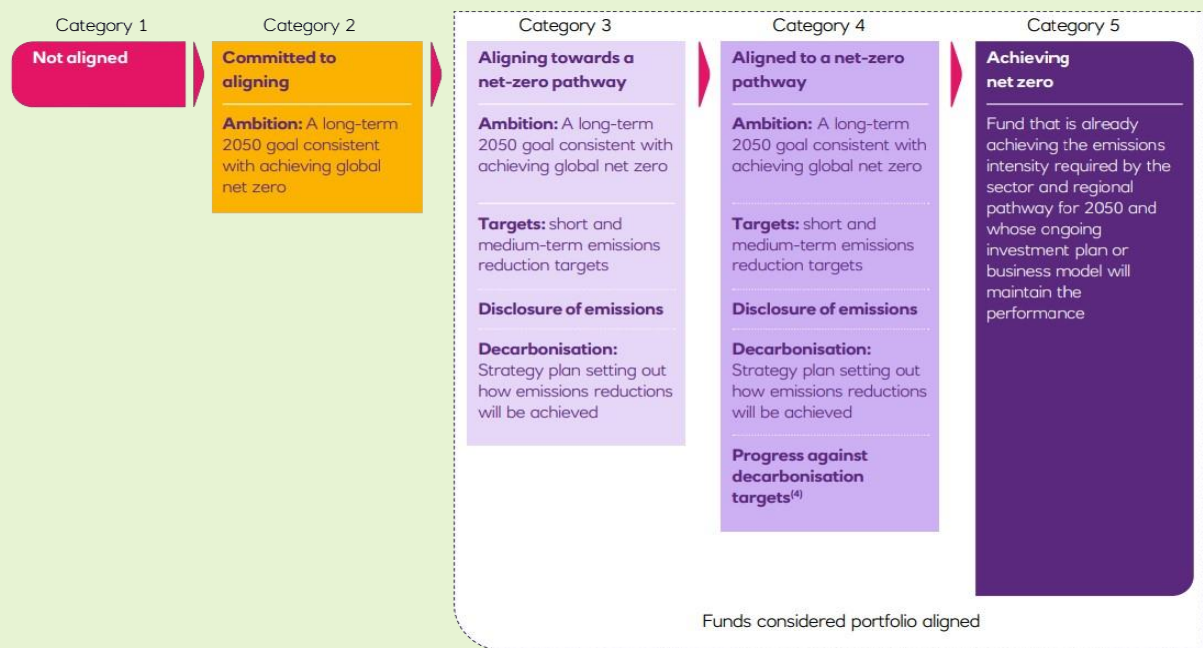 Category 1
Not aligned
Category 2
Committed to
aligning
Ambition: A long-term
2050 goal consistent
with achieving global
net zero
Category 3
Aligning towards a
net-zero pathway
Ambition: A long-term
2050 goal consistent with
achieving global net zero
Targets: short and
medium-term emissions
reduction targets
Disclosure of emissions
Decarbonisation:
Strategy plan setting out
how emissions reductions
will be achieved
Category 4
Aligned to a net-zero
pathway
Ambition: A long-term
2050 goal consistent with
achieving global net zero
Targets: short and
medium-term emissions
reduction targets
Disclosure of emissions
Decarbonisation:
Strategy plan setting out
how emissions reductions
will be achieved
Progress against
decarbonisation
targets(4)
Category 5
Achieving
net zero
Fund that is already
achieving the emissions
intensity required by the
sector and regional
pathway for 2050 and
whose ongoing
investment plan or
business model will
maintain the
performance
Funds considered portfolio aligned